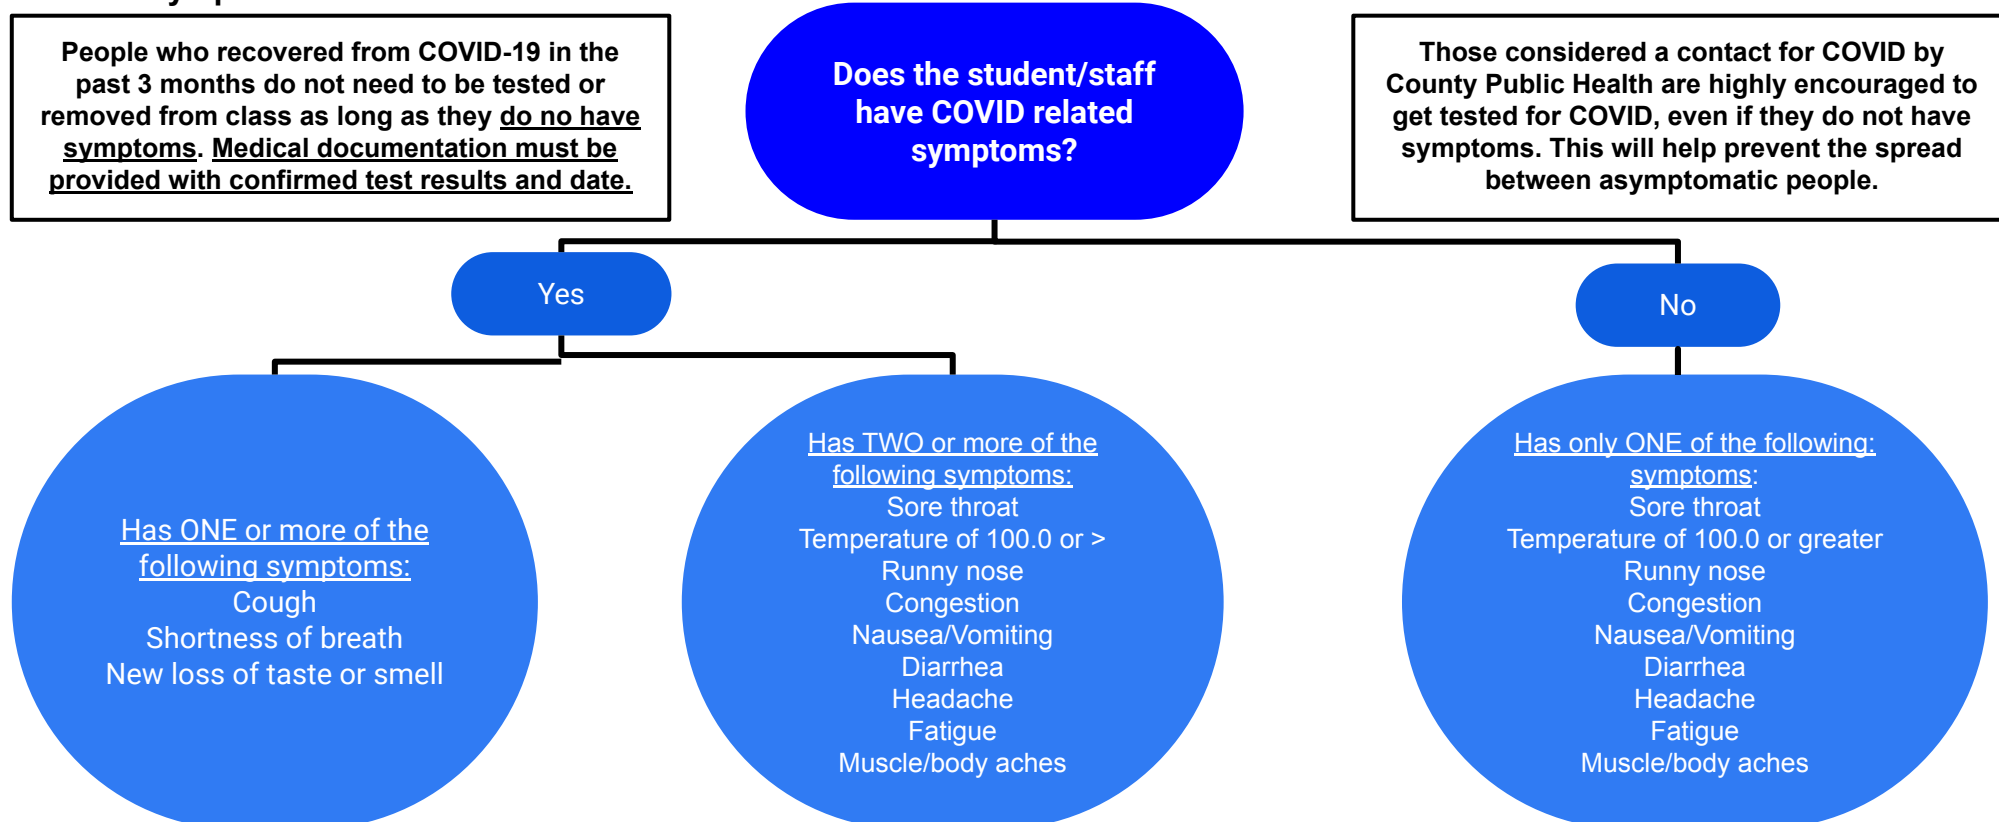 People who recovered from COVID-19 in the
past 3 months do not need to be tested or
removed from class as long as they do no have
symptoms. Medical documentation must be
provided with confirmed test results and date.
Does the student/staff
have COVID related
symptoms?
Those considered a contact for COVID by
County Public Health are highly encouraged to
get tested for COVID, even if they do not have
symptoms. This will help prevent the spread
between asymptomatic people.
Yes
No
Has ONE or more of the
following symptoms:
Cough
Shortness of breath
New loss of taste or smell
Has TWO or more of the
following symptoms:
Sore throat
Temperature of 100.0 or >
Runny nose
Congestion
Nausea/Vomiting
Diarrhea
Headache
Fatigue
Muscle/body aches
Has only ONE of the following:
symptoms:
Sore throat
Temperature of 100.0 or greater
Runny nose
Congestion
Nausea/Vomiting
Diarrhea
Headache
Fatigue
Muscle/body aches